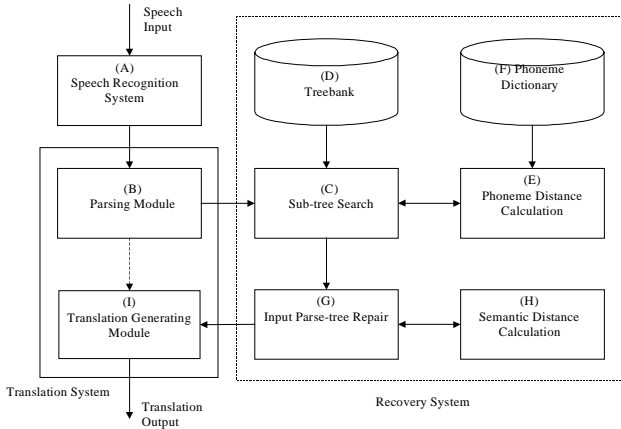 Speech
Input
(A)
Speech Recognition
System
(D)
Treebank
(F) Phoneme
Dictionary
(B)
Parsing Module
(C)
Sub-tree Search
(E)
Phoneme Distance
Calculation
(I)
Translation Generating
Module
(G)
Input Parse-tree Repair
(H)
Semantic Distance
Calculation
Translation System
Translation
Output
Recovery System